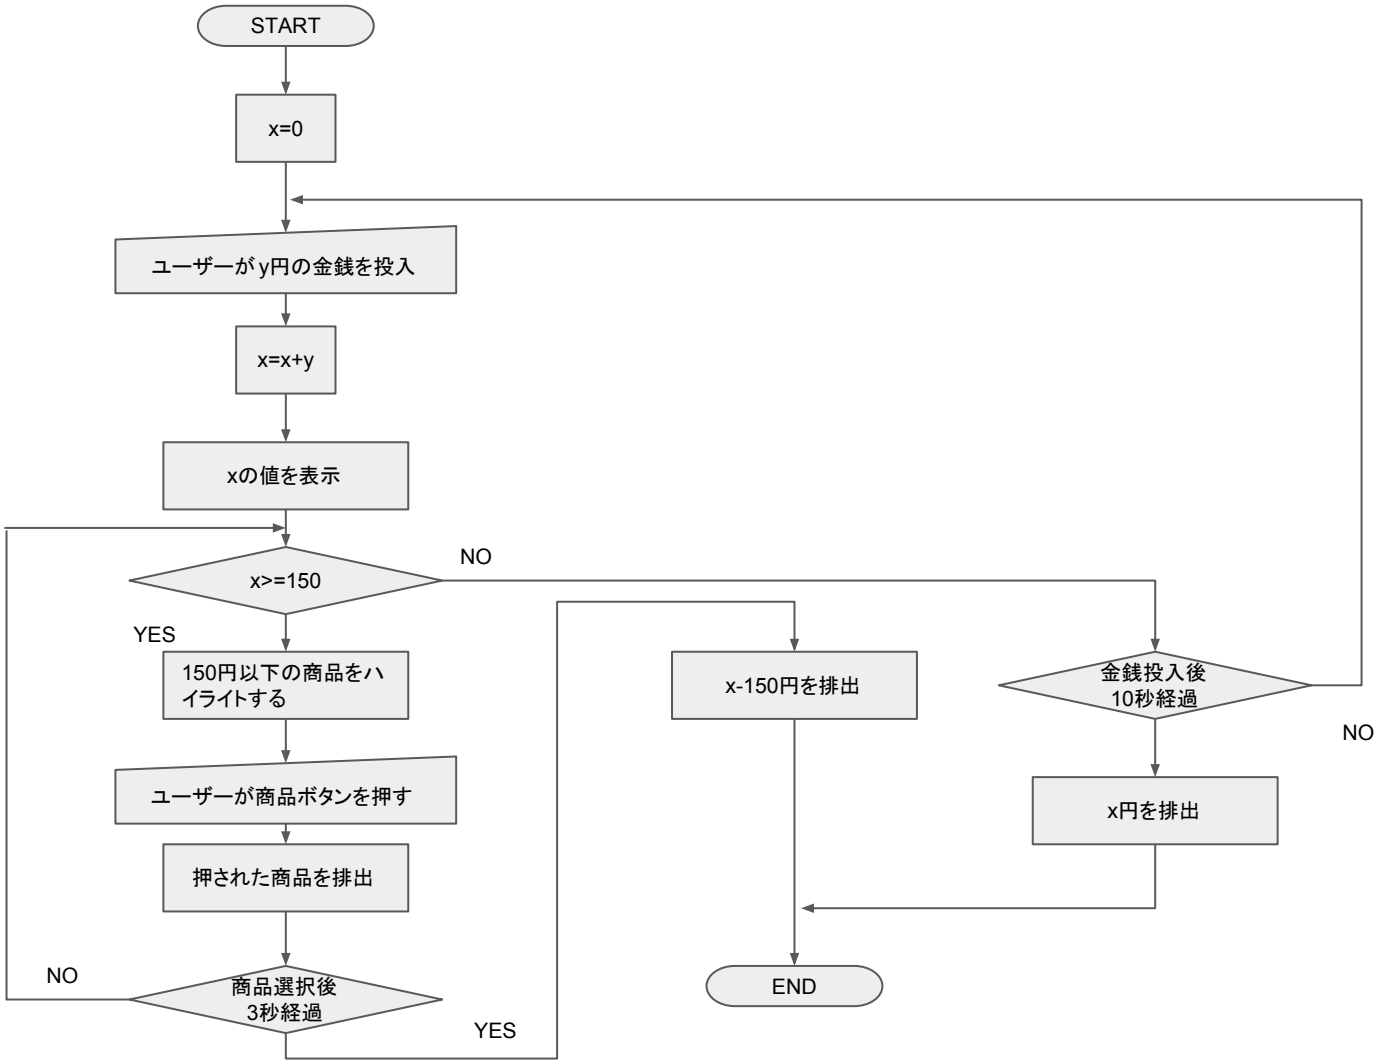 START
x=0
ユーザーがy円の金銭を投入
x=x+y
xの値を表示
x>=150
NO
YES
150円以下の商品をハ
イライトする
ユーザーが商品ボタンを押す
押された商品を排出
商品選択後
3秒経過
NO
YES
x-150円を排出
金銭投入後
10秒経過
NO
x円を排出
END